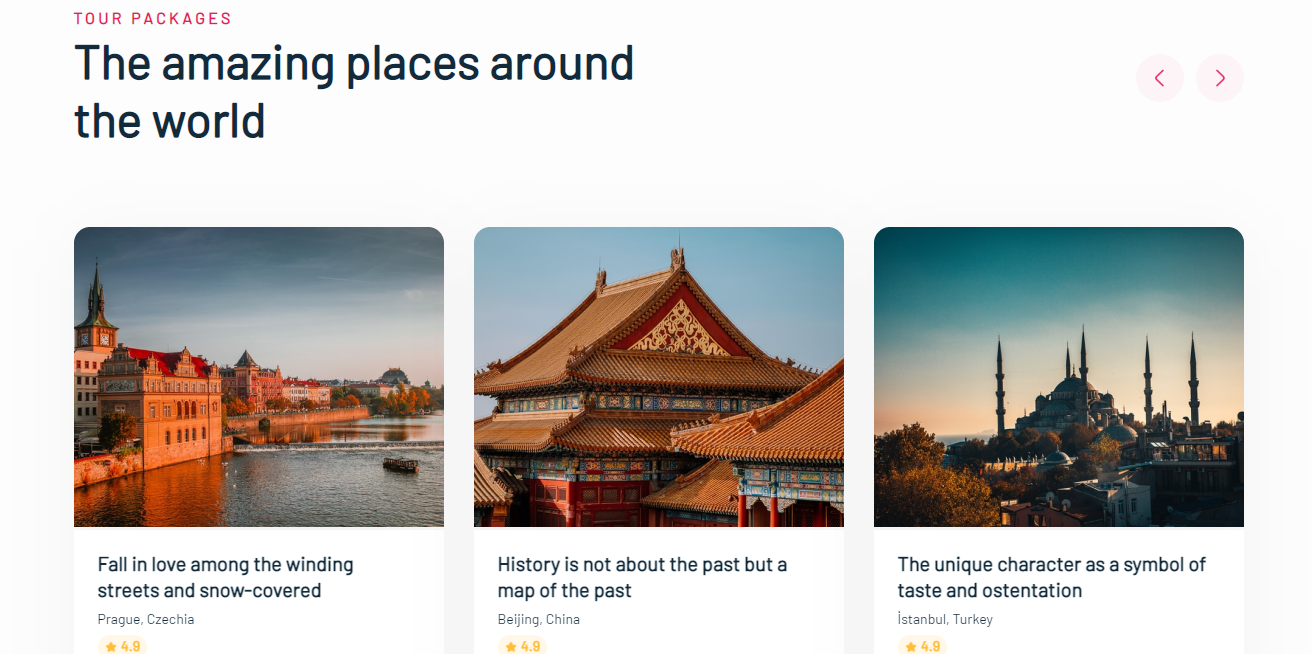 TOUR PACKAGES
The amazing places around
the world
Fall in love among the winding
streets and snow-covered
Prague, Czechia
4.9
History is not about the past but a
map of the past
Beijing, China
4.9
The unique character as a symbol of
taste and ostentation
İstanbul, Turkey
4.9